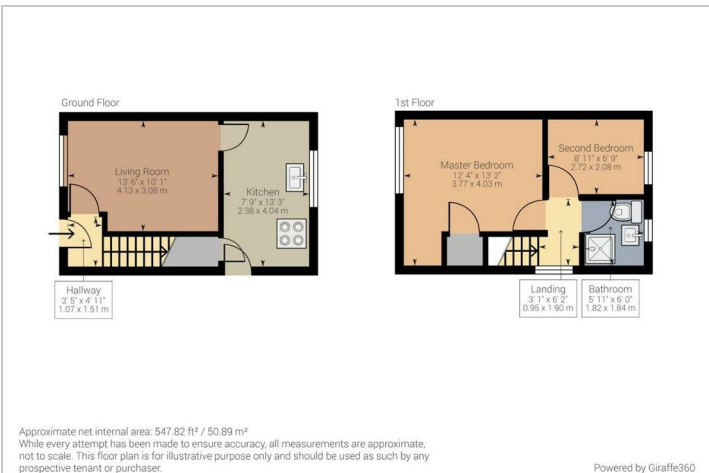 Ground Floor
Living Room
13' 6" x 10' 1"
4.13 x 3.08 m
Kitchen
7' 9" x 13' 3"
2.38 x 4.04 m
Hallway
3' 5" x 4' 11"
1.07 x 1.51 m
1st Floor
Master Bedroom
12' 4" x 13' 2"
3.77 x 4.03 m
Second Bedroom
8' 11" x 6' 9"
2.72 x 2.08 m
Landing
3' 1" x 6' 2"
0.95 x 1.90 m
Bathroom
5' 11" x 6' 0"
1.82 x 1.84 m
Approximate net internal area: 547.82 ft² / 50.89 m²
While every attempt has been made to ensure accuracy, all measurements are approximate,
not to scale. This floor plan is for illustrative purpose only and should be used as such by any
prospective tenant or purchaser.
Powered by Giraffe360